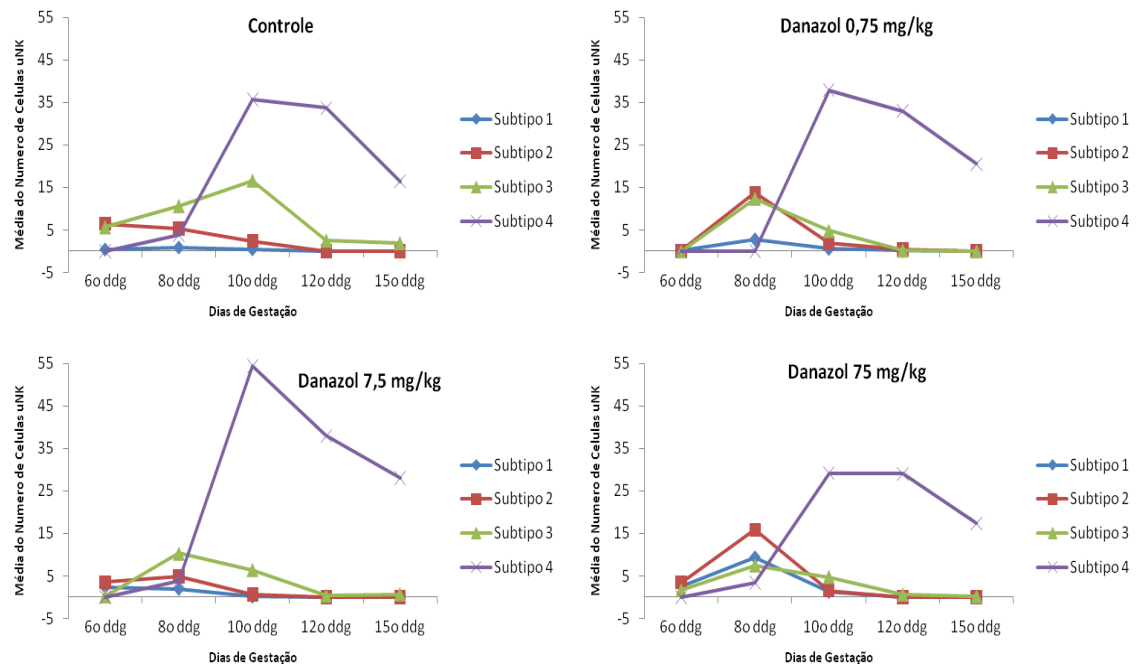 Controle
Média do Numero de Celulas uNK
55
45
35
25
15
5
-5
6o ddg 8o ddg 10o ddg 12o ddg 15o ddg
Dias de Gestação
Subtipo 1
Subtipo 2
Subtipo 3
Subtipo 4
Danazol 0,75 mg/kg
Média do Numero de Celulas uNK
55
45
35
25
15
5
-5
6o ddg 8o ddg 10o ddg 12o ddg 15o ddg
Dias de Gestação
Subtipo 1
Subtipo 2
Subtipo 3
Subtipo 4
Danazol 7,5 mg/kg
Média do Numero de Celulas uNK
55
45
35
25
15
5
-5
6o ddg 8o ddg 10o ddg 12o ddg 15o ddg
Dias de Gestação
Subtipo 1
Subtipo 2
Subtipo 3
Subtipo 4
Danazol 75 mg/kg
Média do Numero de Celulas uNK
55
45
35
25
15
5
-5
6o ddg 8o ddg 10o ddg 12o ddg 15o ddg
Dias de Gestação
Subtipo 1
Subtipo 2
Subtipo 3
Subtipo 4